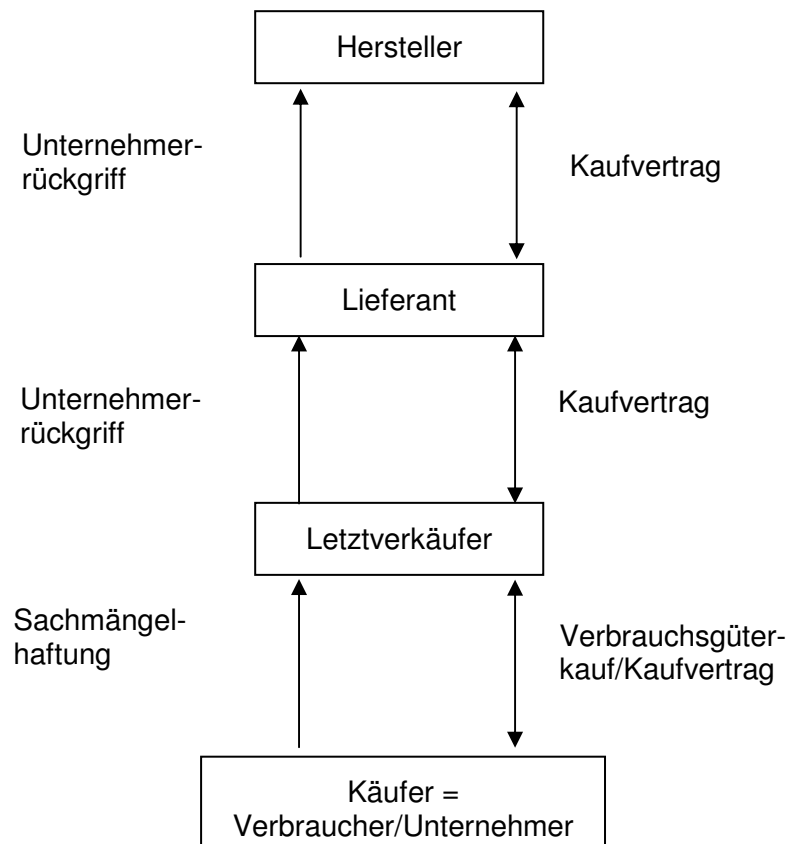 Hersteller
Unternehmer-
rückgriff
Kaufvertrag
Lieferant
Unternehmer-
rückgriff
Kaufvertrag
Letztverkäufer
Sachmängel-
haftung
Verbrauchsgüter-
kauf/Kaufvertrag
Käufer =
Verbraucher/Unternehmer